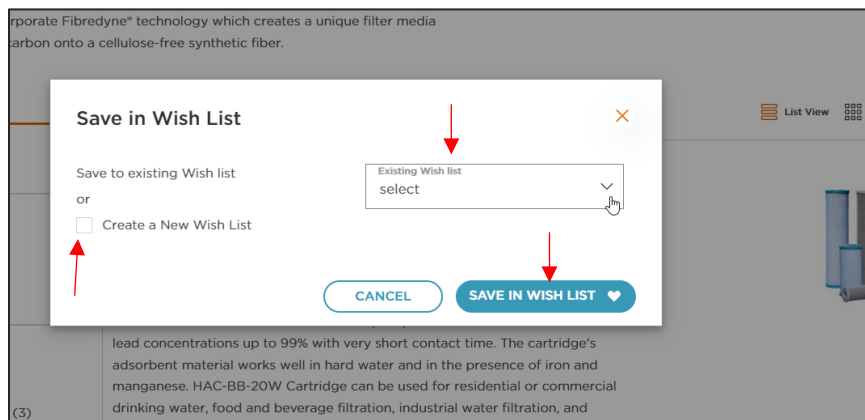 rporate Fibredyne® technology which creates a unique filter media
carbon onto a cellulose-free synthetic fiber.
Save in Wish List
List View
Save to existing Wish list
Existing Wish list
select
or
Create a New Wish List
CANCEL
SAVE IN WISH LIST
lead concentrations up to 99% with very short contact time. The cartridge's
adsorbent material works well in hard water and in the presence of iron and
manganese. HAC-BB-20W Cartridge can be used for residential or commercial
(3)
drinking water, food and beverage filtration, industrial water filtration, and